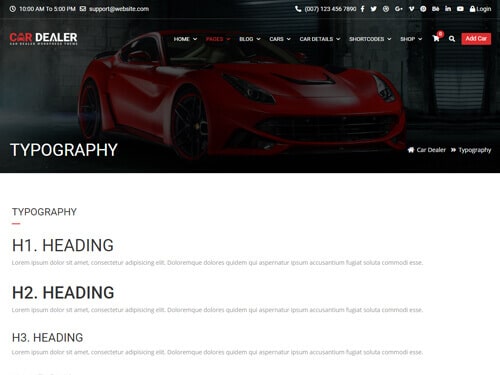 10:00 AM To 5:00 PM support@website.com (007) 123 456 7890 Login
CAR DEALER
CAR DEALER WORDPRESS THEME
HOME PAGES BLOG CARS CAR DETAILS SHORTCODES SHOP 0 Add Car
TYPOGRAPHY
Car Dealer Typography
TYPOGRAPHY
H1. HEADING
Lorem ipsum dolor sit amet, consectetur adipisicing elit. Doloremque dolores quidem qui aspernatur ipsum accusantium fugiat soluta commodi esse.
H2. HEADING
Lorem ipsum dolor sit amet, consectetur adipisicing elit. Doloremque dolores quidem qui aspernatur ipsum accusantium fugiat soluta commodi esse.
H3. HEADING
Lorem ipsum dolor sit amet, consectetur adipisicing elit. Doloremque dolores quidem qui aspernatur ipsum accusantium fugiat soluta commodi esse.